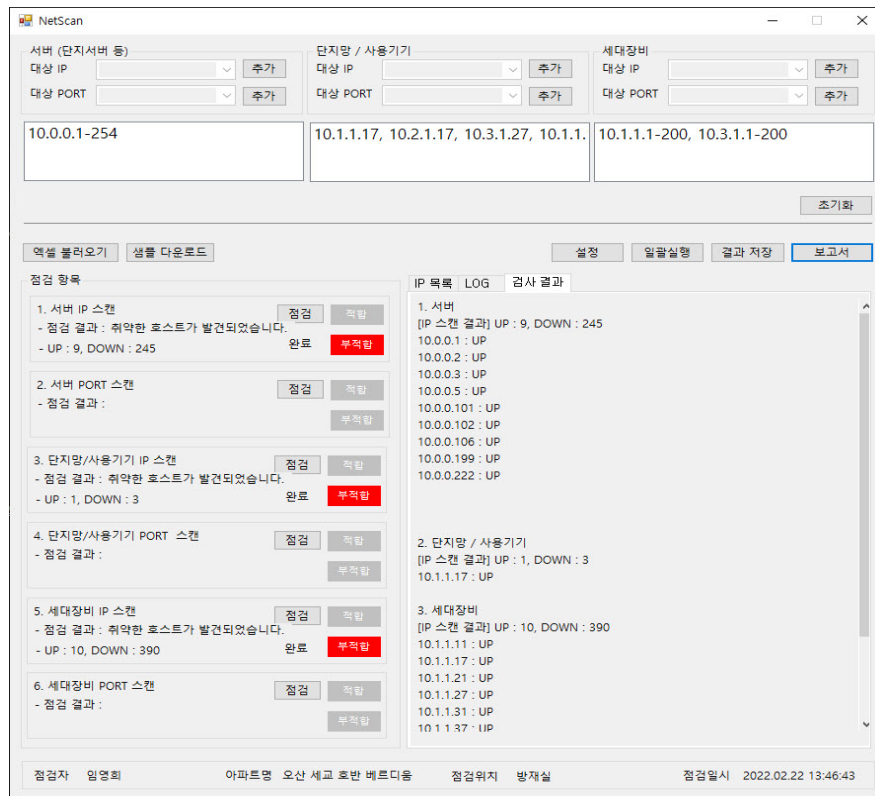 NetScan
서버 (단지서버 등)
대상 IP
추가
대상 PORT
추가
단지망 / 사용기기
대상 IP
추가
대상 PORT
추가
세대장비
대상 IP
추가
대상 PORT
추가
10.0.0.1-254
10.1.1.17, 10.2.1.17, 10.3.1.27, 10.1.1.
10.1.1.1-200, 10.3.1.1-200
초기화
엑셀 불러오기
샘플 다운로드
설정
일괄실행
결과 저장
보고서
점검 항목
1. 서버 IP 스캔
점검
적합
- 점검 결과 : 취약한 호스트가 발견되었습니다.
- UP : 9, DOWN : 245
완료
부적합
2. 서버 PORT 스캔
점검
적합
- 점검 결과 :
부적합
3. 단지망/사용기기 IP 스캔
점검
적합
- 점검 결과 : 취약한 호스트가 발견되었습니다.
- UP : 1, DOWN : 3
완료
부적합
4. 단지망/사용기기 PORT 스캔
점검
적합
- 점검 결과 :
부적합
5. 세대장비 IP 스캔
점검
적합
- 점검 결과 : 취약한 호스트가 발견되었습니다.
- UP : 10, DOWN : 390
완료
부적합
6. 세대장비 PORT 스캔
점검
적합
- 점검 결과 :
부적합
IP 목록
LOG
검사 결과
1. 서버
[IP 스캔 결과] UP : 9, DOWN : 245
10.0.0.1 : UP
10.0.0.2 : UP
10.0.0.3 : UP
10.0.0.5 : UP
10.0.0.101 : UP
10.0.0.102 : UP
10.0.0.106 : UP
10.0.0.199 : UP
10.0.0.222 : UP
2. 단지망 / 사용기기
[IP 스캔 결과] UP : 1, DOWN : 3
10.1.1.17 : UP
3. 세대장비
[IP 스캔 결과] UP : 10, DOWN : 390
10.1.1.11 : UP
10.1.1.17 : UP
10.1.1.21 : UP
10.1.1.27 : UP
10.1.1.31 : UP
10.1.1.37 : UP
점검자 임영희
아파트명 오산 세교 호반 베르디움
점검위치 방재실
점검일시 2022.02.22 13:46:43